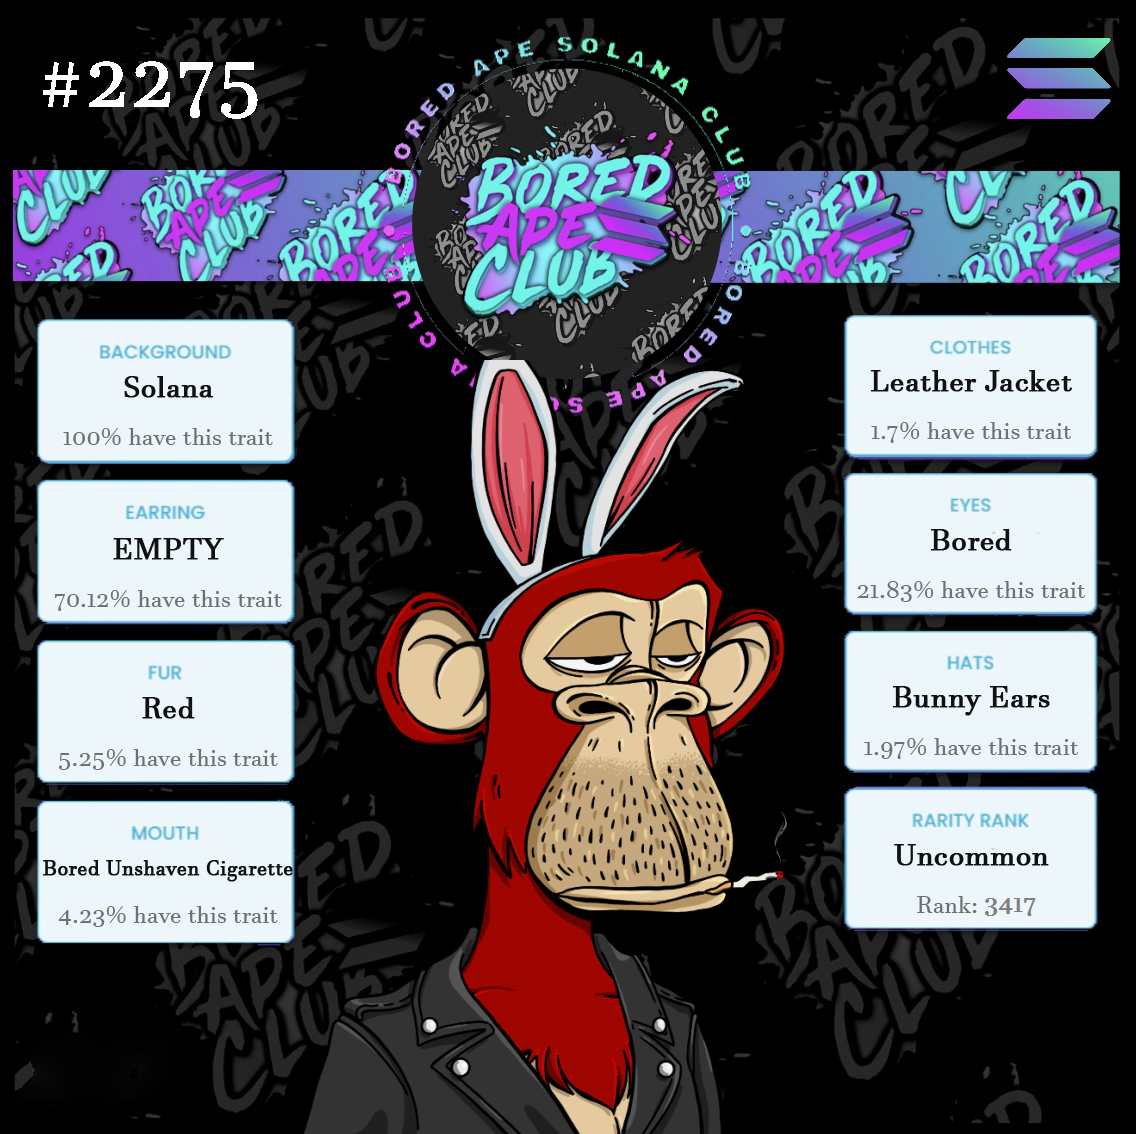 #2275
BORED APE SOLANA CLUB
BORED
APE
CLUB
BACKGROUND
Solana
100% have this trait
EARRING
EMPTY
70.12% have this trait
FUR
Red
5.25% have this trait
MOUTH
Bored Unshaven Cigarette
4.23% have this trait
CLOTHES
Leather Jacket
1.7% have this trait
EYES
Bored
21.83% have this trait
HATS
Bunny Ears
1.97% have this trait
RARITY RANK
Uncommon
Rank: 3417